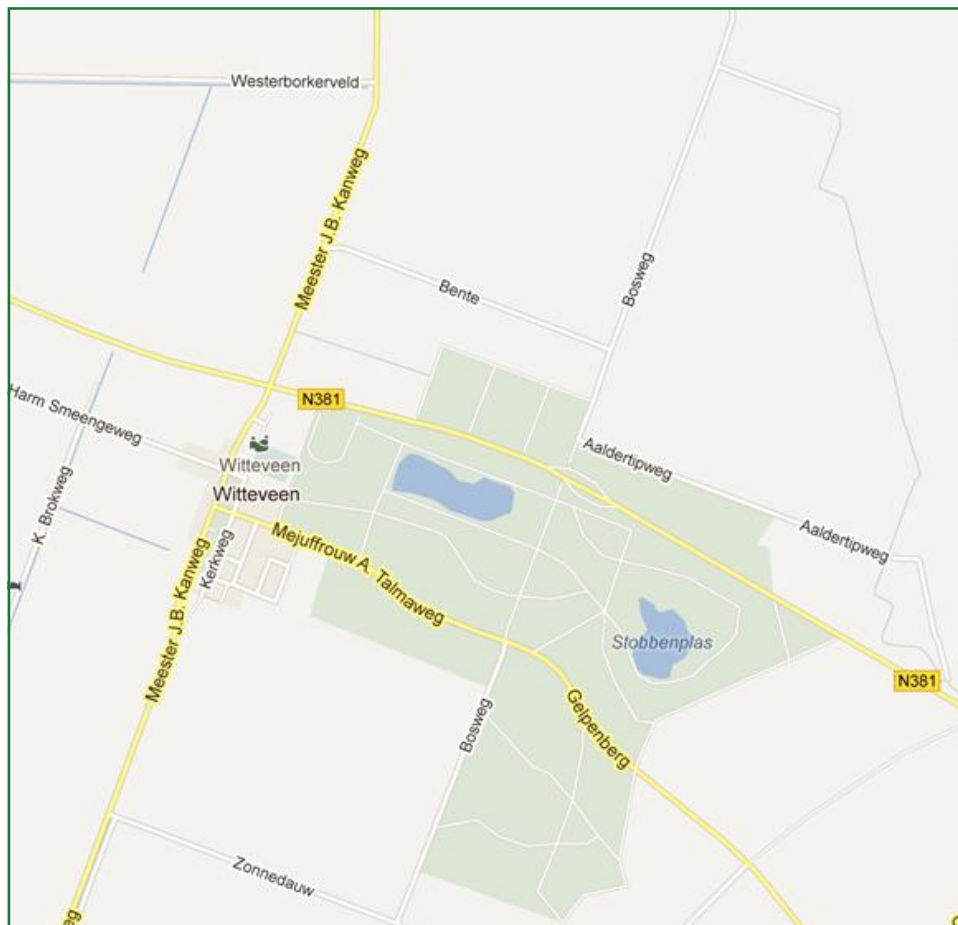 Westerborkerveld
Meester J.B. Kanweg
Bosweg
Bente
N381
Harm Smeengeweg
Aaldertipweg
Witteveen
Witteveen
K. Brokweg
Aaldertipweg
Mejuffrouw A. Talmaweg
Kerkweg
Meester J.B. Kanweg
Stobbenplas
N381
Gelpenberg
Bosweg
Zonnedauw